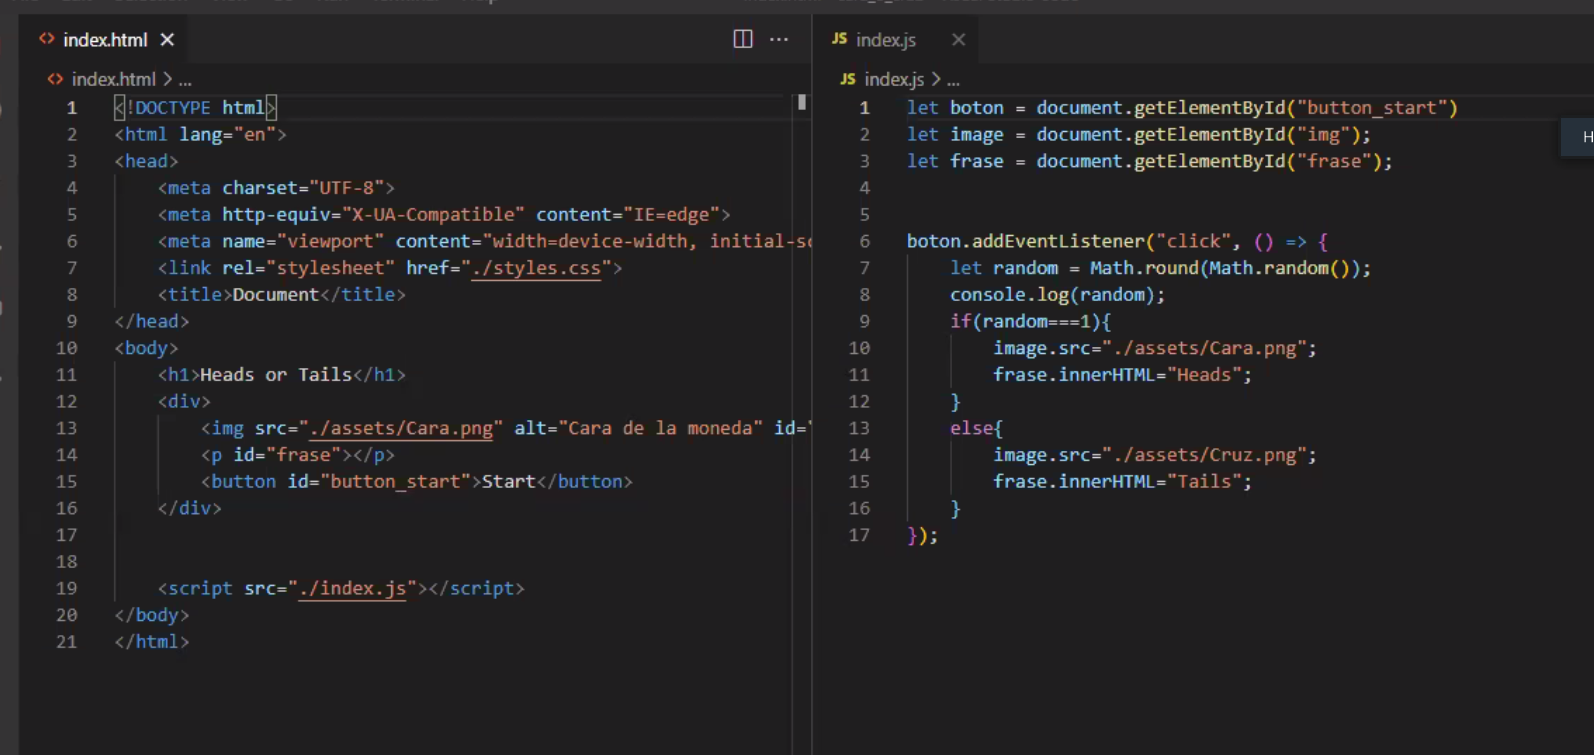 index.html
index.html > ...
1 <!DOCTYPE html>
2 <html lang="en">
3 <head>
4 <meta charset="UTF-8">
5 <meta http-equiv="X-UA-Compatible" content="IE=edge">
6 <meta name="viewport" content="width=device-width, initial-sc
7 <link rel="stylesheet" href="./styles.css">
8 <title>Document</title>
9 </head>
10 <body>
11 <h1>Heads or Tails</h1>
12 <div>
13 <img src="./assets/Cara.png" alt="Cara de la moneda" id="
14 <p id="frase"></p>
15 <button id="button_start">Start</button>
16 </div>
17
18
19 <script src="./index.js"></script>
20 </body>
21 </html>
JS index.js
JS index.js > ...
1 let boton = document.getElementById("button_start")
2 let image = document.getElementById("img");
3 let frase = document.getElementById("frase");
4
5
6 boton.addEventListener("click", () => {
7 let random = Math.round(Math.random());
8 console.log(random);
9 if(random===1){
10 image.src="./assets/Cara.png";
11 frase.innerHTML="Heads";
12 }
13 else{
14 image.src="./assets/Cruz.png";
15 frase.innerHTML="Tails";
16 }
17 });
H